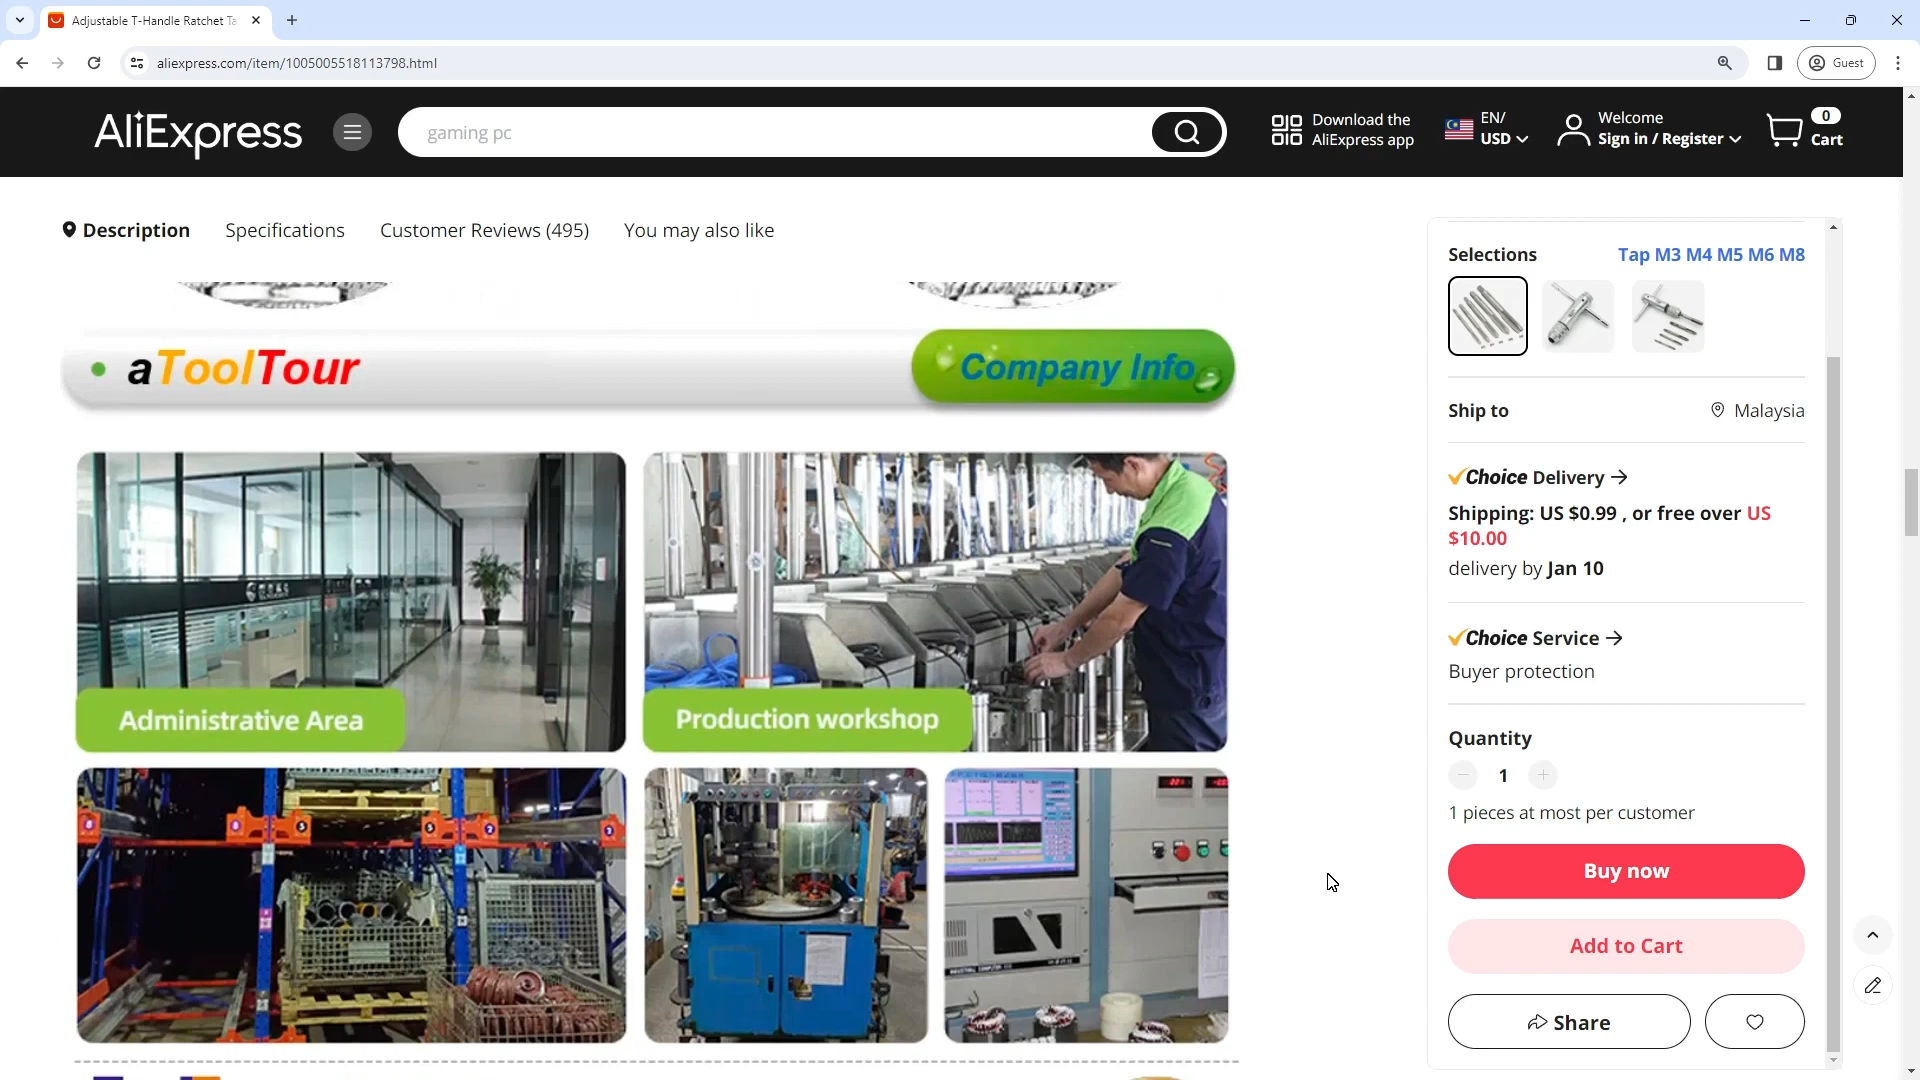 Adjustable T-Handle Ratchet Ta
aliexpress.com/item/1005005518113798.html
Guest
AliExpress
gaming pc
Download the
AliExpress app
EN/
USD
Welcome
Sign in / Register
0
Cart
Description
Specifications
Customer Reviews (495)
You may also like
aToolTour
Company Info
Administrative Area
Production workshop
Selections
Tap M3 M4 M5 M6 M8
Ship to
Malaysia
Choice Delivery
Shipping: US $0.99 , or free over US
$10.00
delivery by Jan 10
Choice Service
Buyer protection
Quantity
1
1 pieces at most per customer
Buy now
Add to Cart
Share